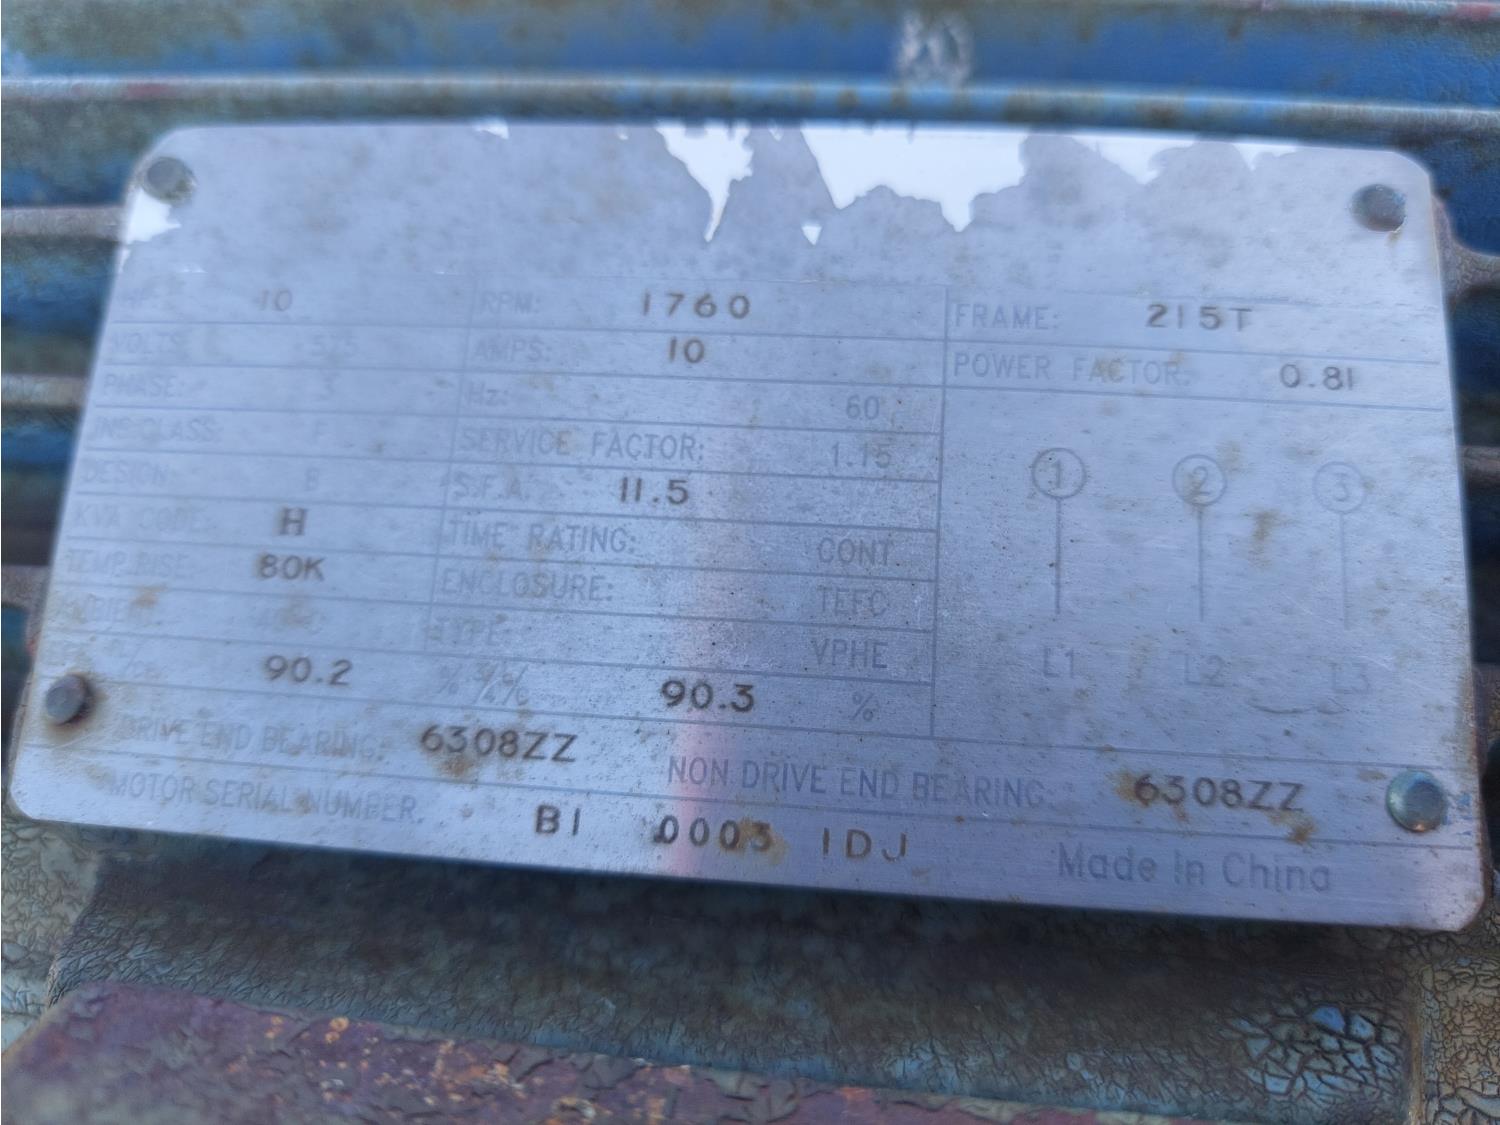 HP: 10 RPM: 1760 FRAME: 215T
VOLTS: 575 AMPS: 10 POWER FACTOR: 0.81
PHASE: 3 Hz: 60
INS CLASS: F SERVICE FACTOR: 1.15
DESIGN: B S.F.A. 11.5
KVA CODE: H TIME RATING: CONT
TEMP.RISE: 80K ENCLOSURE: TEFC
TYPE: VPHE
1 2 3
L1 L2 L3
90.2 % 90.3 %
DRIVE END BEARING: 6308ZZ NON DRIVE END BEARING: 6308ZZ
MOTOR SERIAL NUMBER. B1 0003 1DJ
Made In China